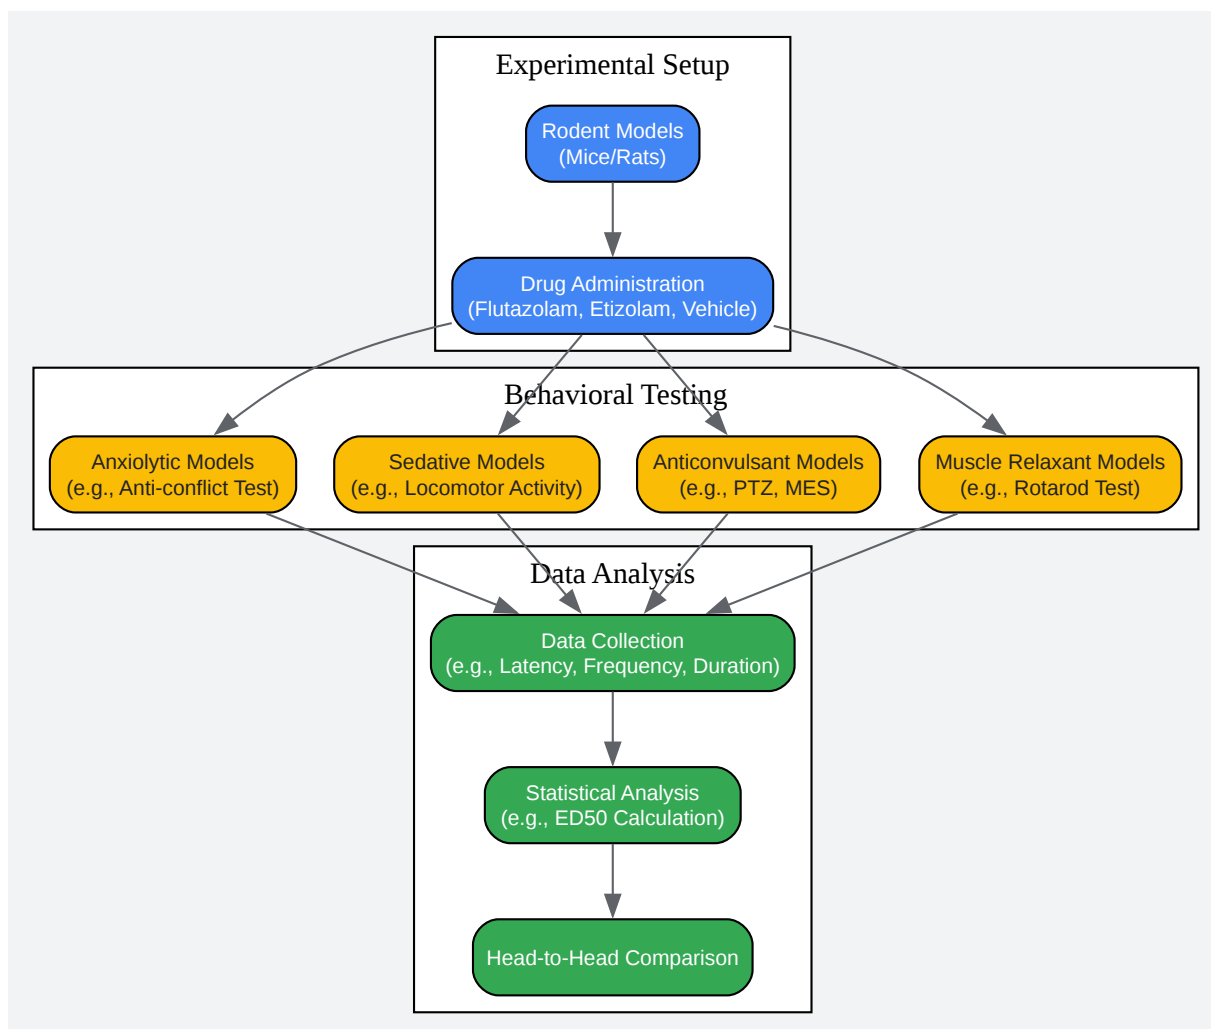 Experimental Setup
Rodent Models
(Mice/Rats)
Drug Administration
(Flutazolam, Etizolam, Vehicle)
Behavioral Testing
Anxiolytic Models
(e.g., Anti-conflict Test)
Sedative Models
(e.g., Locomotor Activity)
Anticonvulsant Models
(e.g., PTZ, MES)
Muscle Relaxant Models
(e.g., Rotarod Test)
Data Analysis
Data Collection
(e.g., Latency, Frequency, Duration)
Statistical Analysis
(e.g., ED50 Calculation)
Head-to-Head Comparison